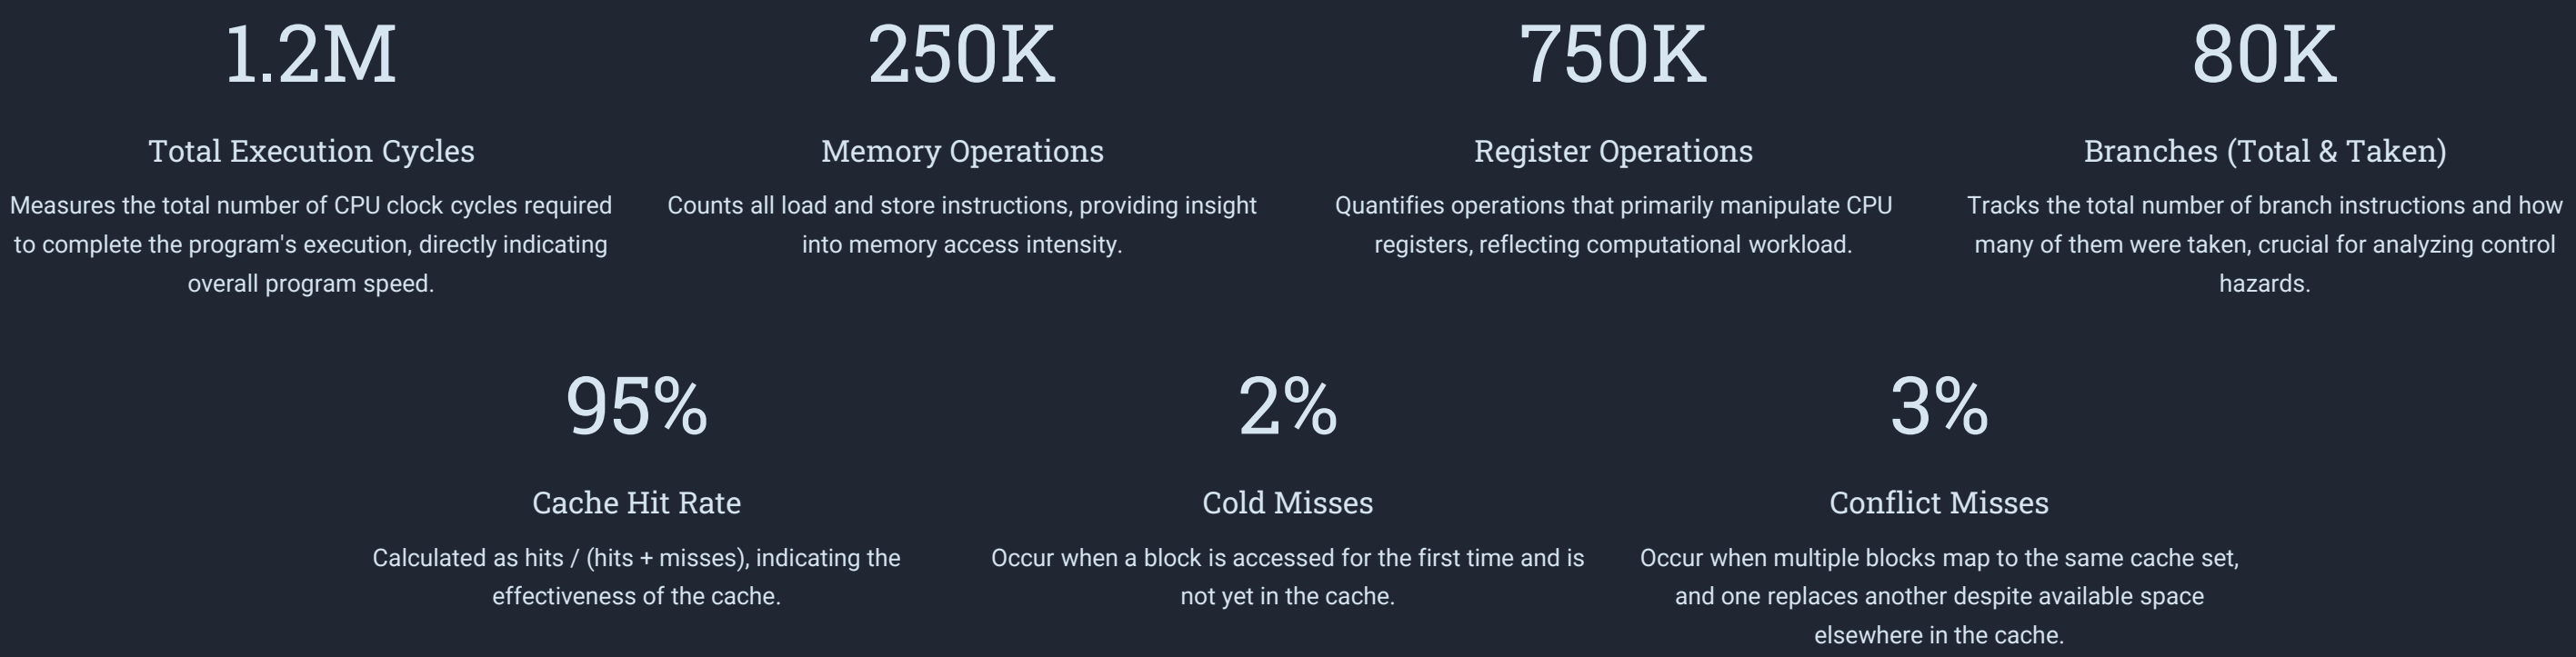 1.2M
Total Execution Cycles
Measures the total number of CPU clock cycles required
to complete the program's execution, directly indicating
overall program speed.
250K
Memory Operations
Counts all load and store instructions, providing insight
into memory access intensity.
750K
Register Operations
Quantifies operations that primarily manipulate CPU
registers, reflecting computational workload.
80K
Branches (Total & Taken)
Tracks the total number of branch instructions and how
many of them were taken, crucial for analyzing control
hazards.
95%
Cache Hit Rate
Calculated as hits / (hits + misses), indicating the
effectiveness of the cache.
2%
Cold Misses
Occur when a block is accessed for the first time and is
not yet in the cache.
3%
Conflict Misses
Occur when multiple blocks map to the same cache set,
and one replaces another despite available space
elsewhere in the cache.